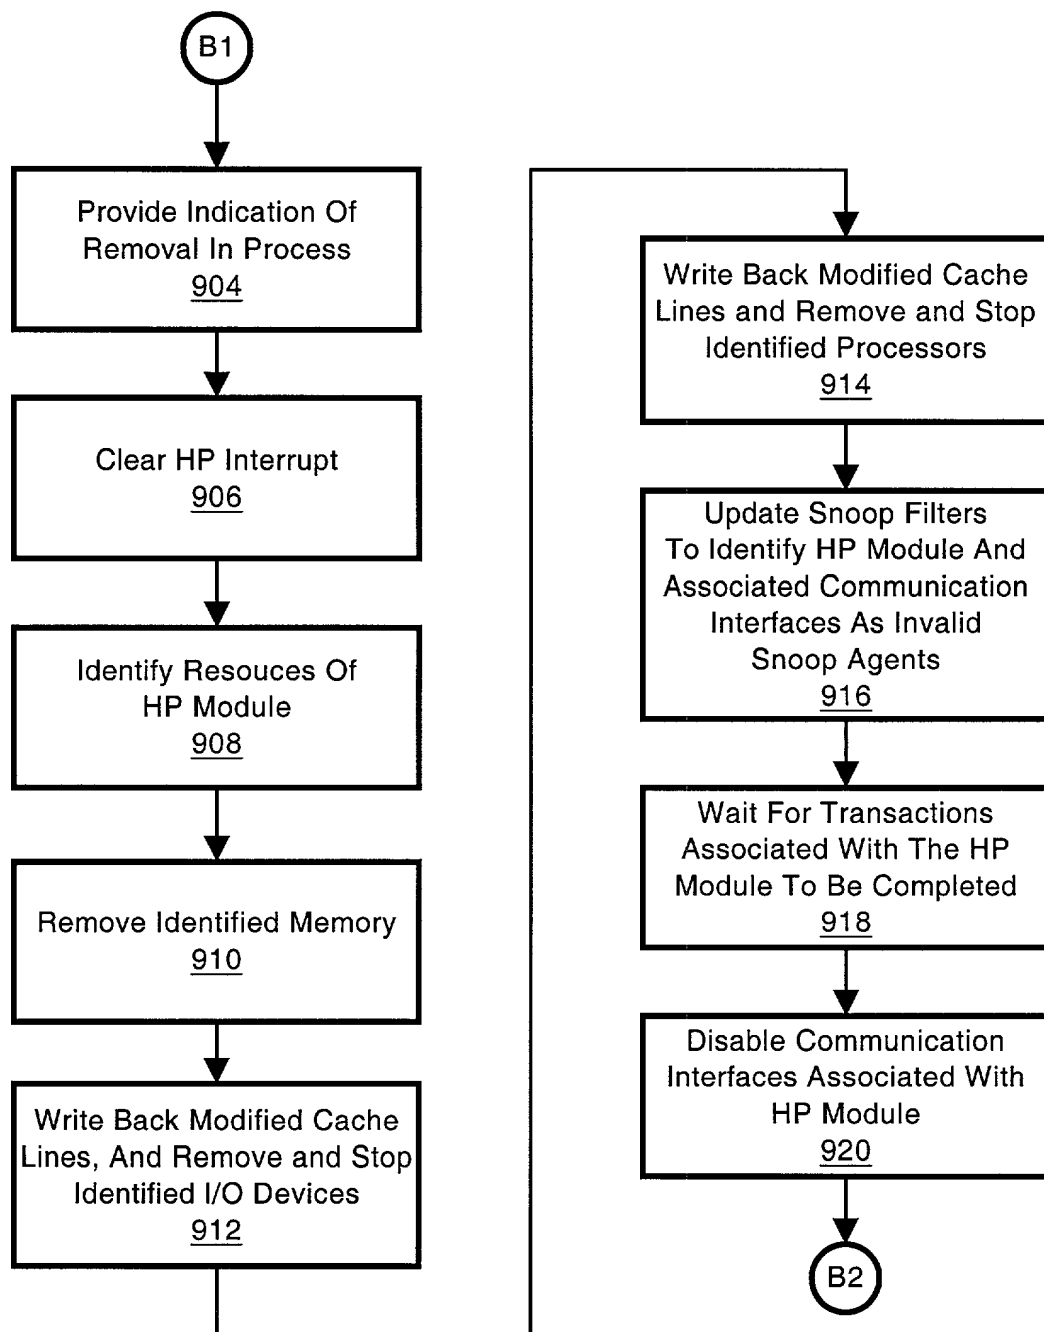 B1
Provide Indication Of
Removal In Process
904
Clear HP Interrupt
906
Identify Resouces Of
HP Module
908
Remove Identified Memory
910
Write Back Modified Cache
Lines, And Remove and Stop
Identified I/O Devices
912
Write Back Modified Cache
Lines and Remove and Stop
Identified Processors
914
Update Snoop Filters
To Identify HP Module And
Associated Communication
Interfaces As Invalid
Snoop Agents
916
Wait For Transactions
Associated With The HP
Module To Be Completed
918
Disable Communication
Interfaces Associated With
HP Module
920
B2